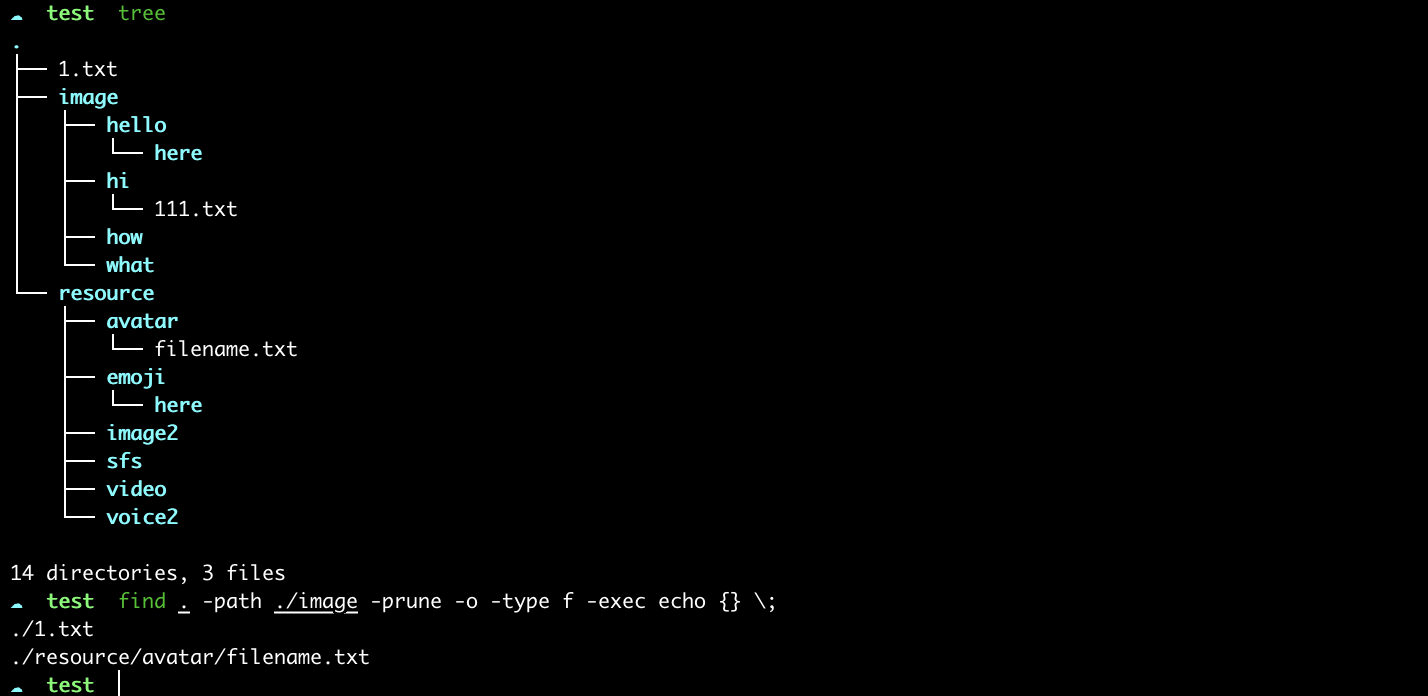 ☁  test  tree
.
├── 1.txt
├── image
│   ├── hello
│   │   └── here
│   ├── hi
│   │   └── 111.txt
│   ├── how
│   └── what
└── resource
    ├── avatar
    │   └── filename.txt
    ├── emoji
    │   └── here
    ├── image2
    ├── sfs
    ├── video
    └── voice2
14 directories, 3 files
☁  test  find . -path ./image -prune -o -type f -exec echo {} \;
./1.txt
./resource/avatar/filename.txt
☁  test